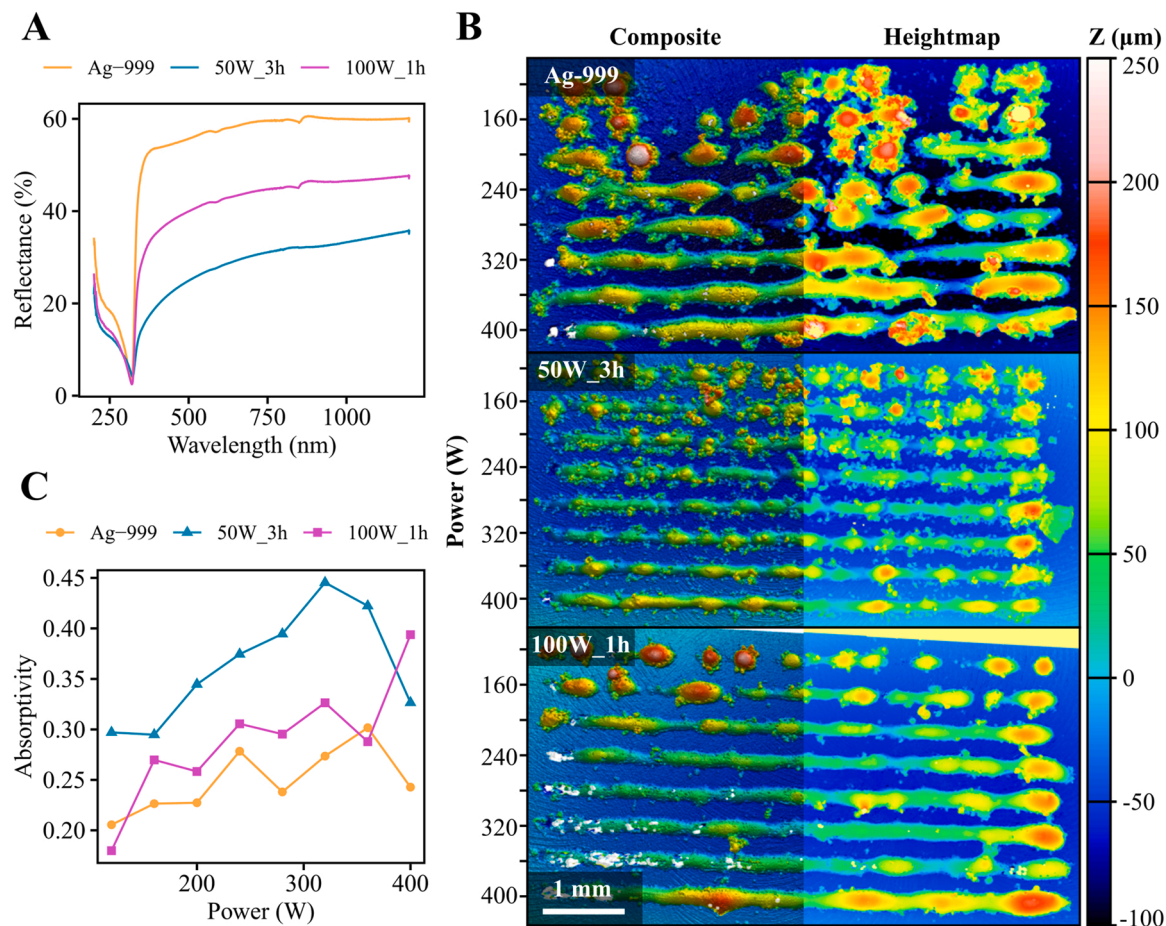 A
Ag−999 50W_3h 100W_1h
60
40
20
0
Reflectance (%)
250 500 750 1000
Wavelength (nm)
B
Composite Heightmap Z (μm)
Ag-999
160
240
320
400
50W_3h
160
240
320
400
100W_1h
160
240
320
400
Power (W)
1 mm
250
200
150
100
50
0
-50
-100
C
Ag−999 50W_3h 100W_1h
0.45
0.40
0.35
0.30
0.25
0.20
Absorptivity
200 300 400
Power (W)